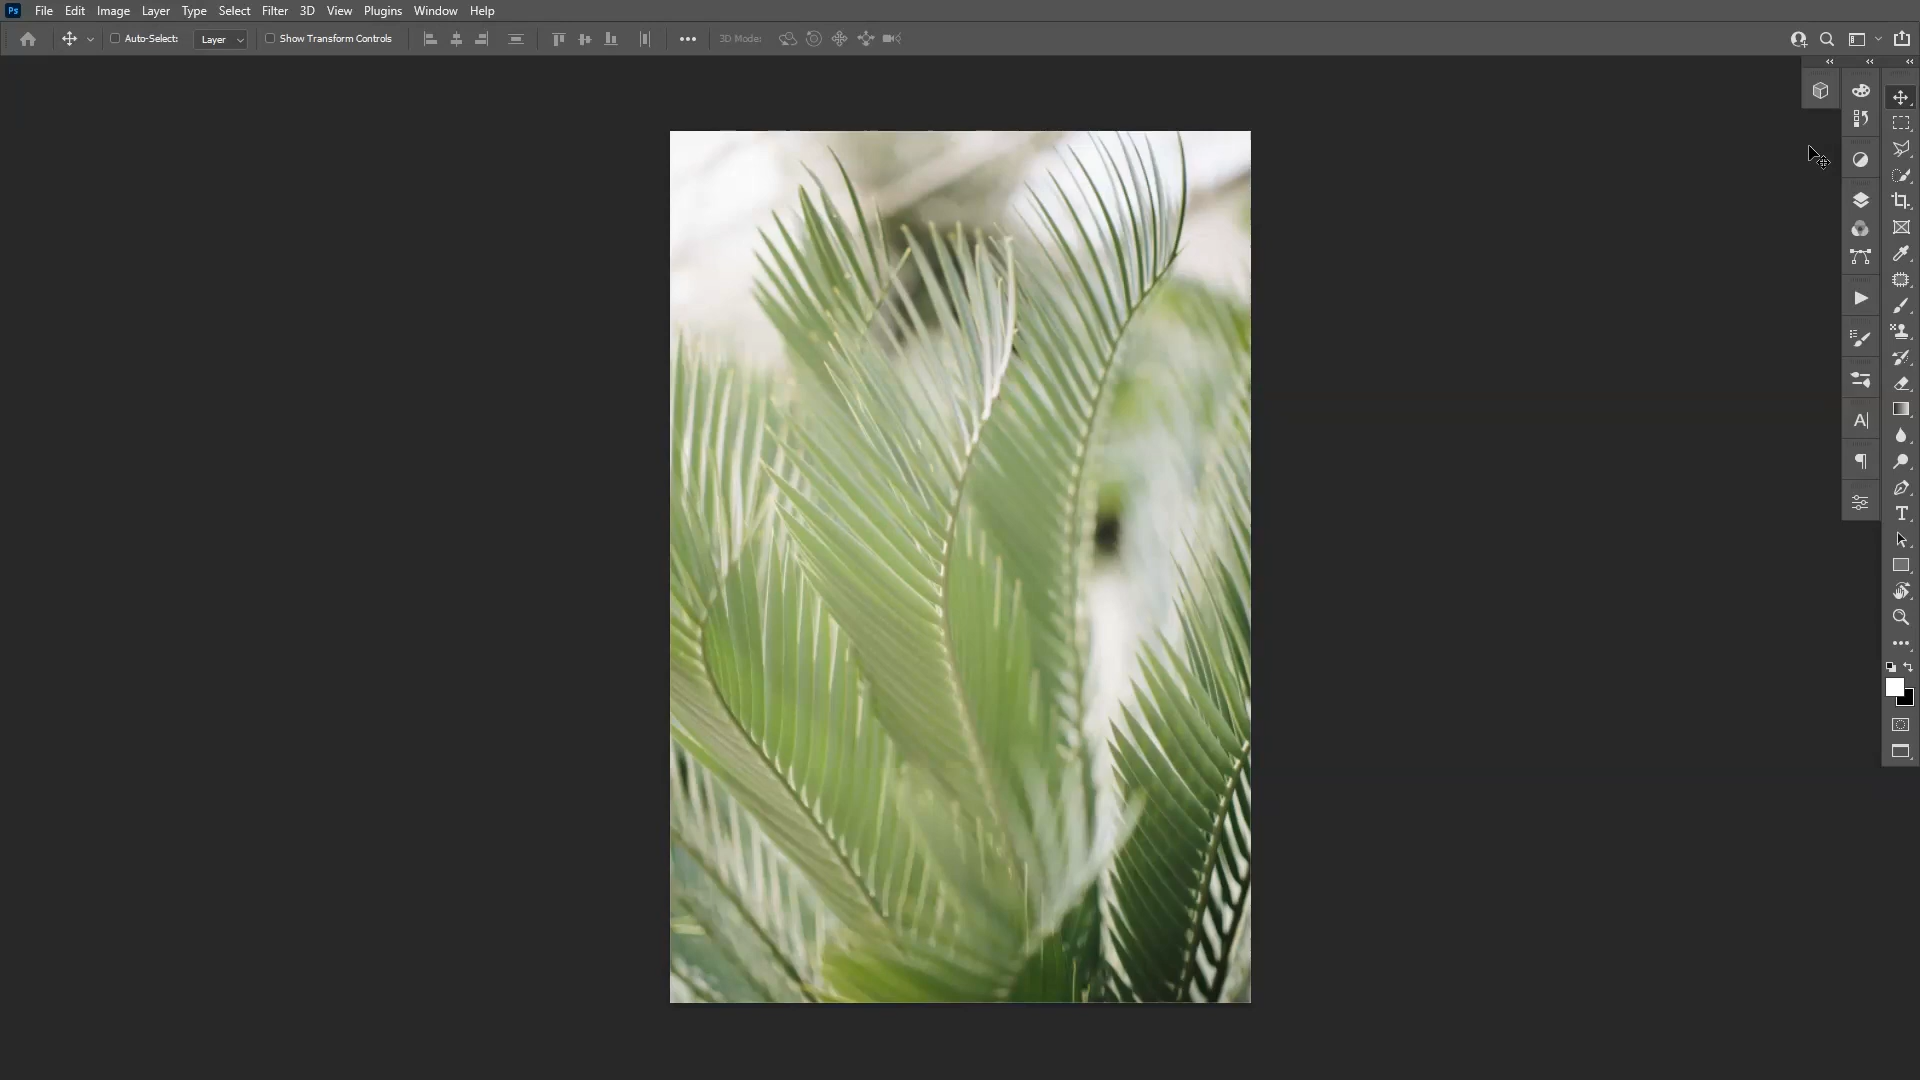 Ps File Edit Image Layer Type Select Filter 3D View Plugins Window Help
Auto-Select: Layer Show Transform Controls 3D Mode:
A
T